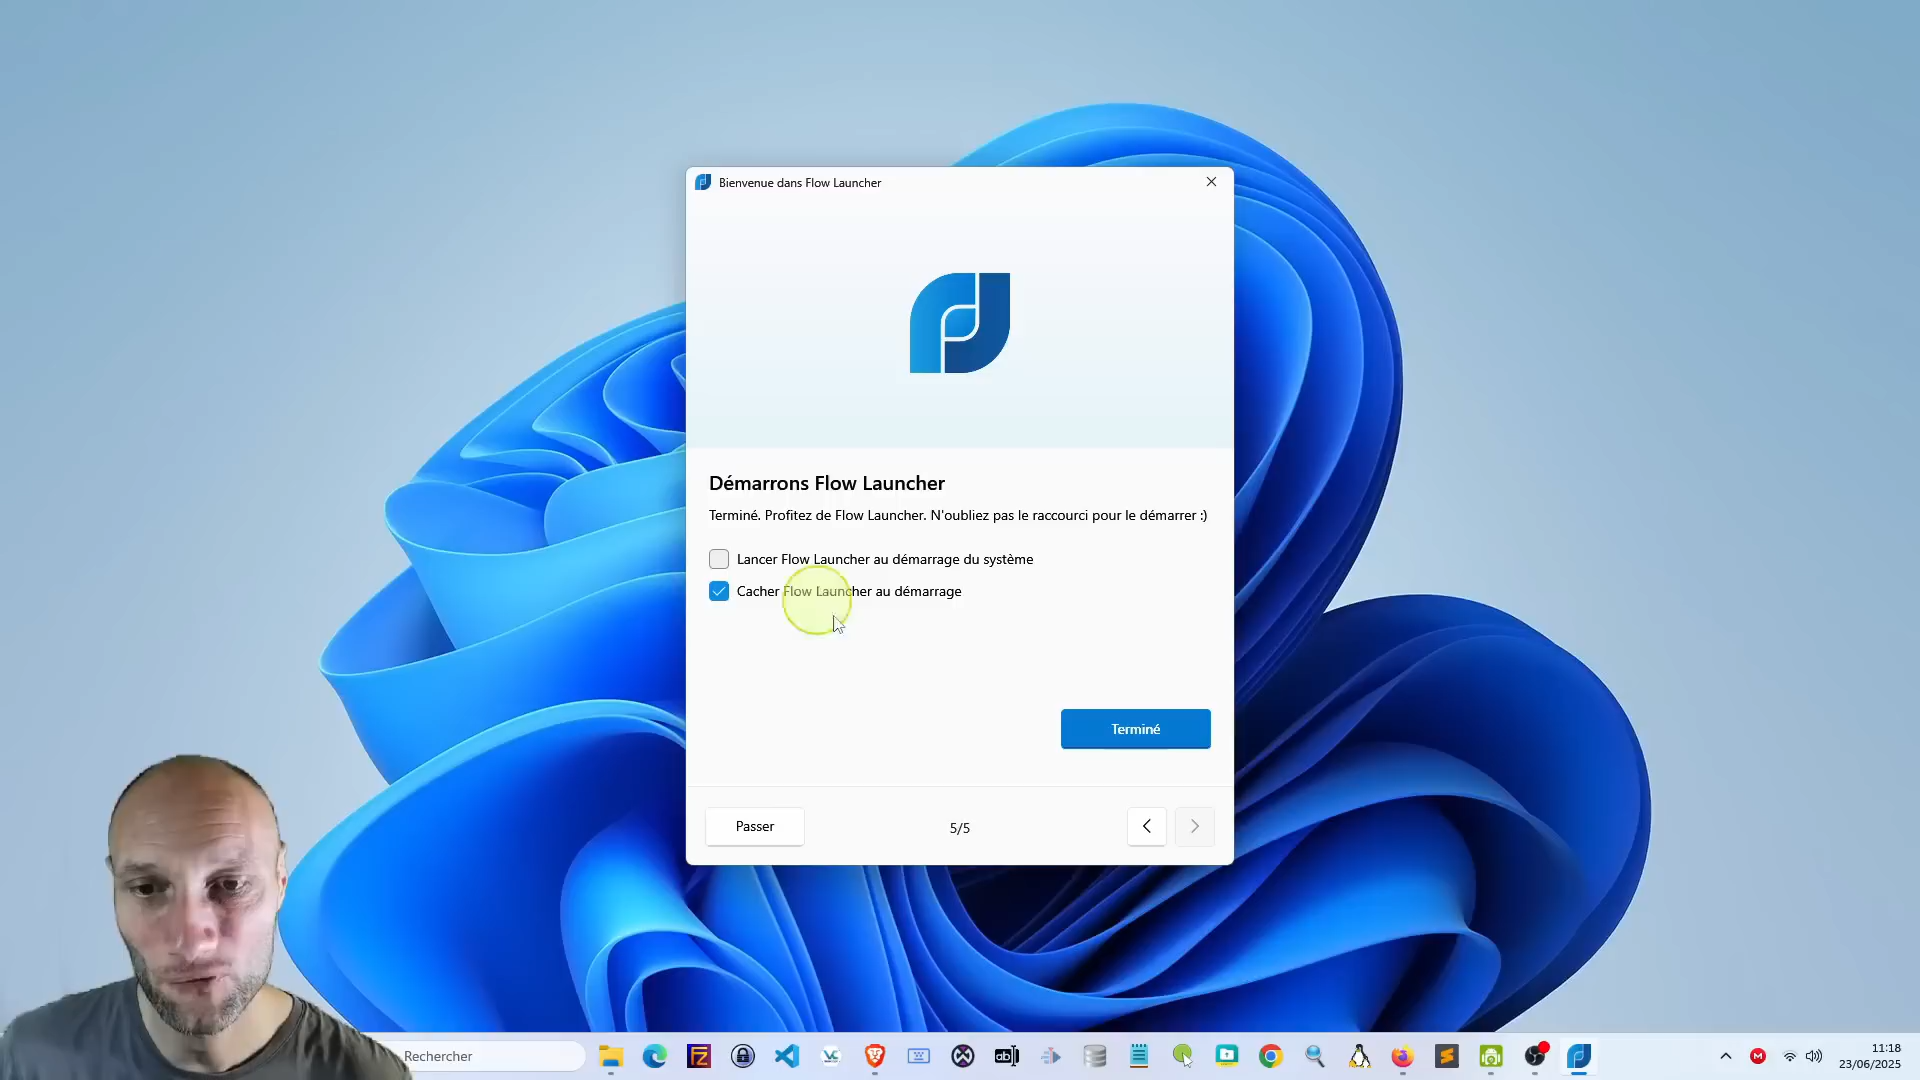 Bienvenue dans Flow Launcher
Démarrons Flow Launcher
Terminé. Profitez de Flow Launcher. N'oubliez pas le raccourci pour le démarrer :)
Lancer Flow Launcher au démarrage du système
Cacher Flow Launcher au démarrage
Terminé
Passer
5/5
Rechercher
11:18
23/06/2025